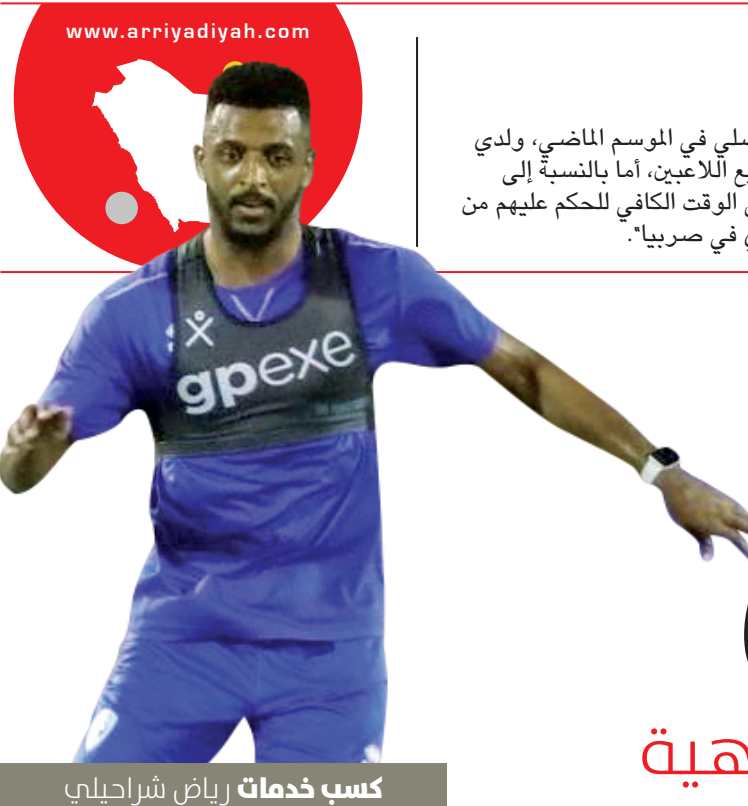 www.arriyadiyah.com
في الموسم الماضي، ولدي
اللاعبين، أما بالنسبة إلى
الوقت الكافي للحكم عليهم من
في صربيا".
gpexe
كسب خدمات رياض شراحيلي